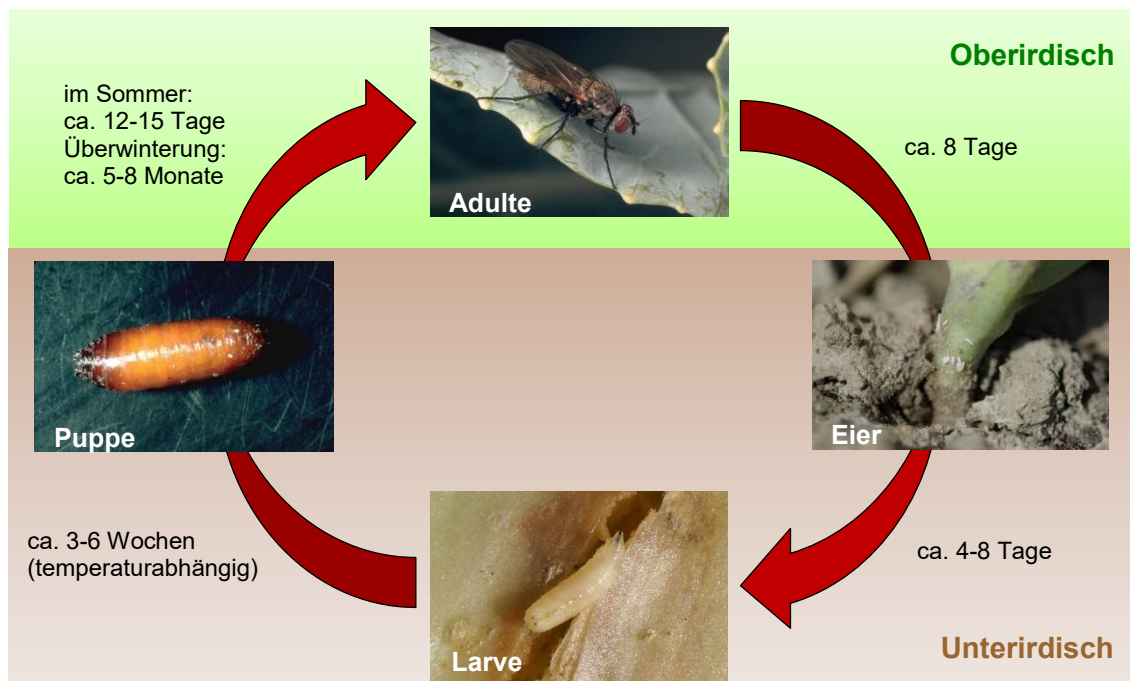 Oberirdisch
im Sommer:
ca. 12-15 Tage
Überwinterung:
ca. 5-8 Monate
Adulte
ca. 8 Tage
Puppe
Eier
ca. 3-6 Wochen
(temperaturabhängig)
Larve
ca. 4-8 Tage
Unterirdisch